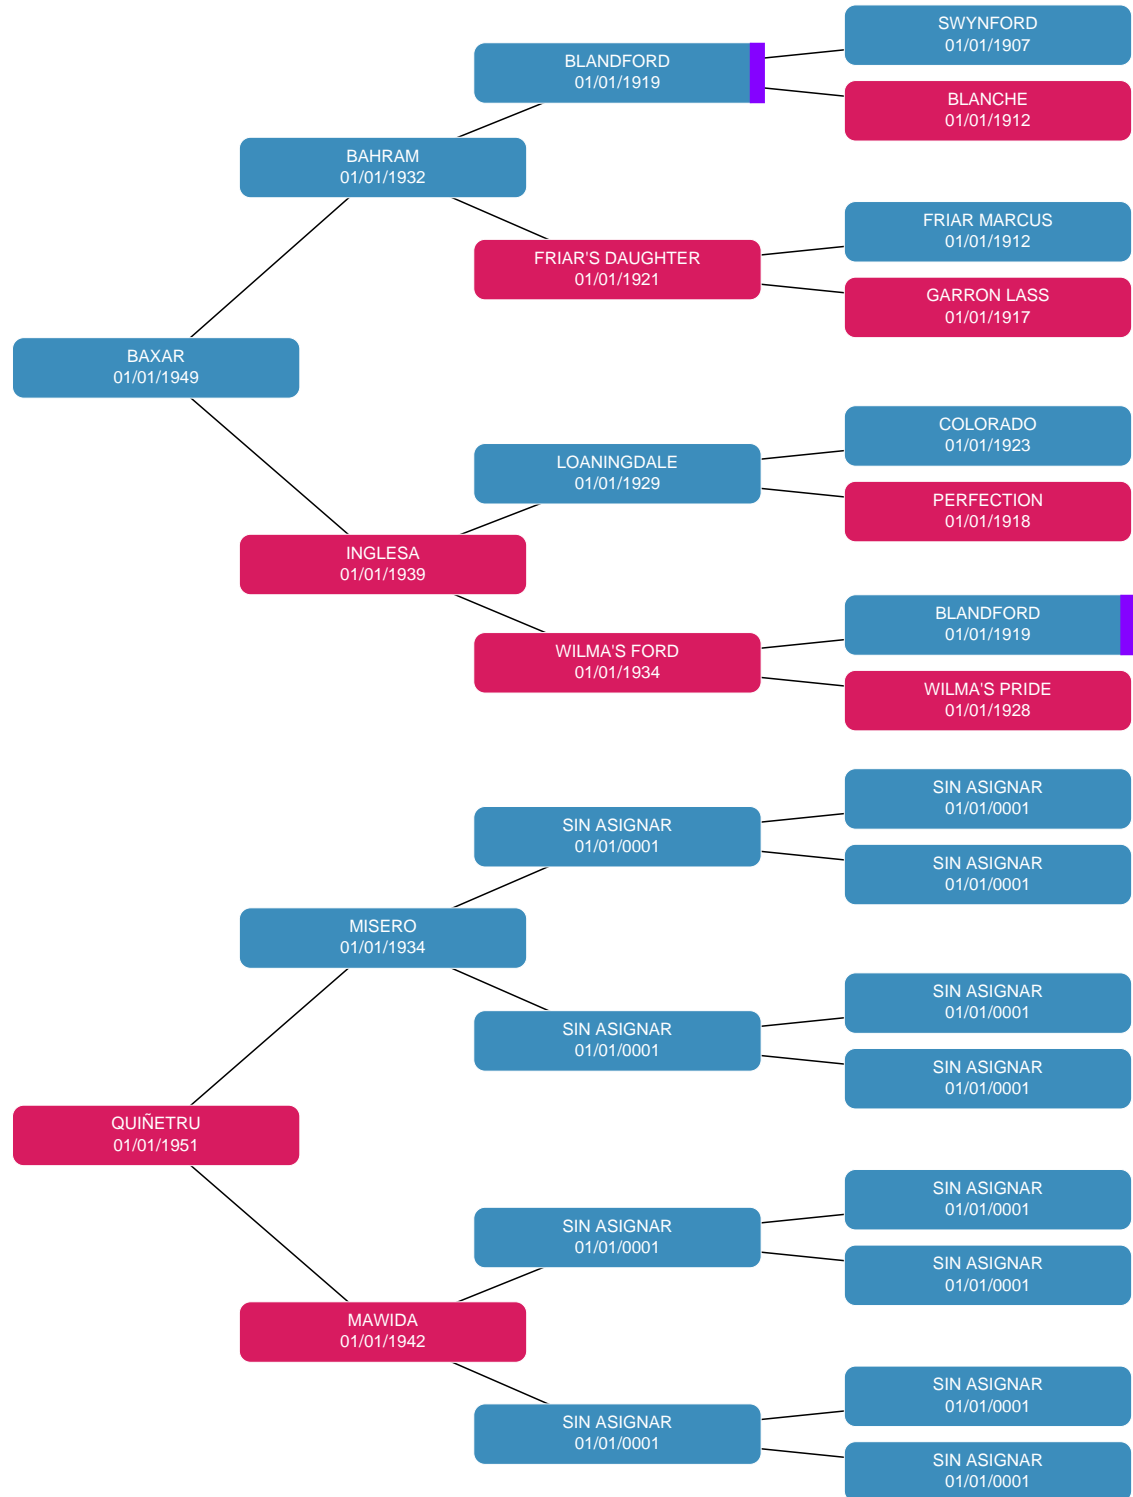 SWYNFORD
01/01/1907
BLANDFORD
01/01/1919
BLANCHE
01/01/1912
BAHRAM
01/01/1932
FRIAR MARCUS
01/01/1912
FRIAR'S DAUGHTER
01/01/1921
GARRON LASS
01/01/1917
BAXAR
01/01/1949
COLORADO
01/01/1923
LOANINGDALE
01/01/1929
PERFECTION
01/01/1918
INGLESA
01/01/1939
BLANDFORD
01/01/1919
WILMA'S FORD
01/01/1934
WILMA'S PRIDE
01/01/1928
SIN ASIGNAR
01/01/0001
SIN ASIGNAR
01/01/0001
SIN ASIGNAR
01/01/0001
MISERO
01/01/1934
SIN ASIGNAR
01/01/0001
SIN ASIGNAR
01/01/0001
SIN ASIGNAR
01/01/0001
QUIÑETRU
01/01/1951
SIN ASIGNAR
01/01/0001
SIN ASIGNAR
01/01/0001
SIN ASIGNAR
01/01/0001
MAWIDA
01/01/1942
SIN ASIGNAR
01/01/0001
SIN ASIGNAR
01/01/0001
SIN ASIGNAR
01/01/0001